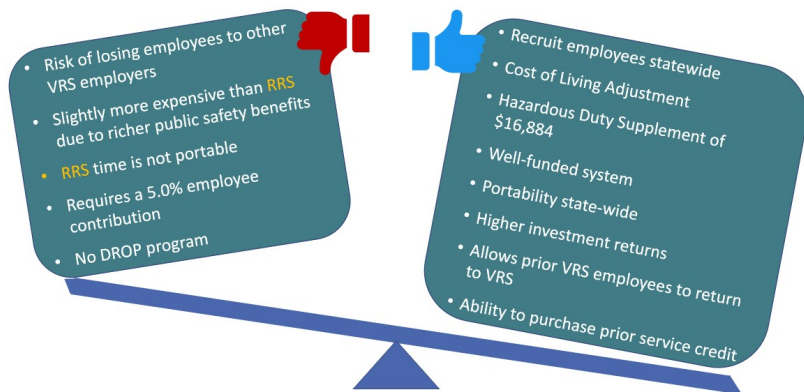 • Risk of losing employees to other
VRS employers
• Slightly more expensive than RRS
due to richer public safety benefits
• RRS time is not portable
• Requires a 5.0% employee
contribution
• No DROP program
• Recruit employees statewide
• Cost of Living Adjustment
• Hazardous Duty Supplement of
$16,884
• Well-funded system
• Portability state-wide
• Higher investment returns
• Allows prior VRS employees to return
to VRS
• Ability to purchase prior service credit